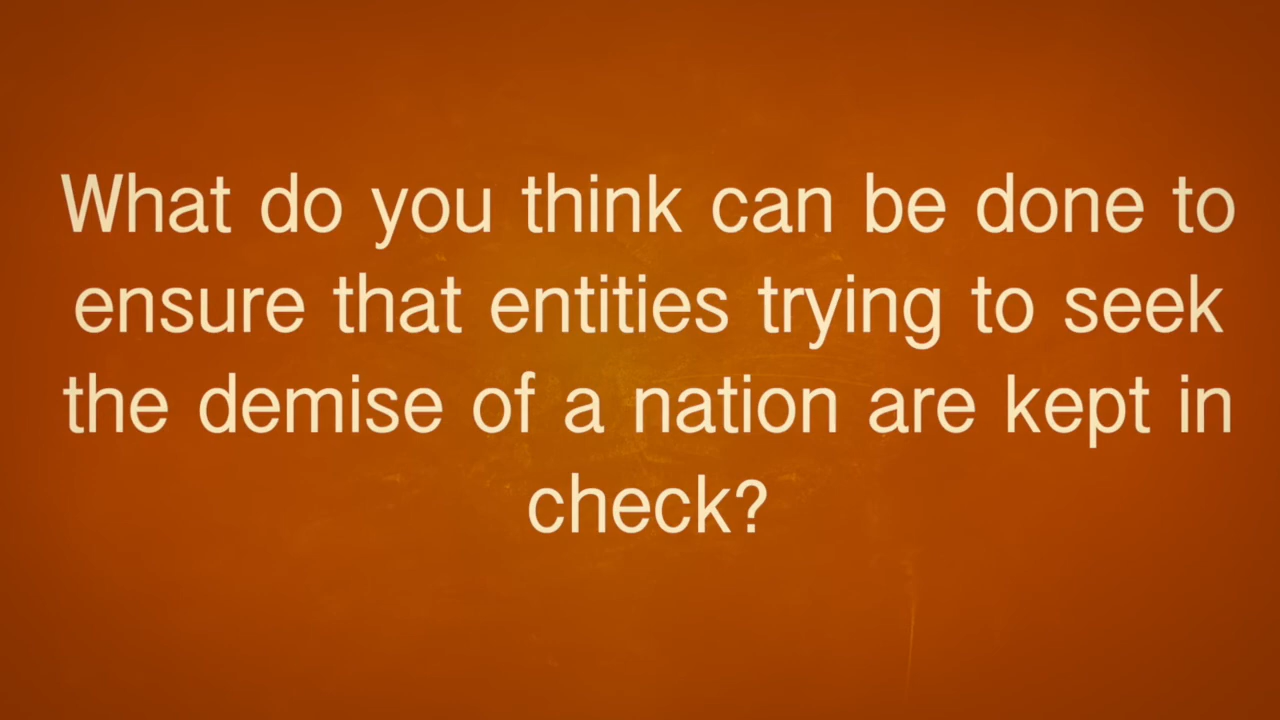 What do you think can be done to
ensure that entities trying to seek
the demise of a nation are kept in
check?